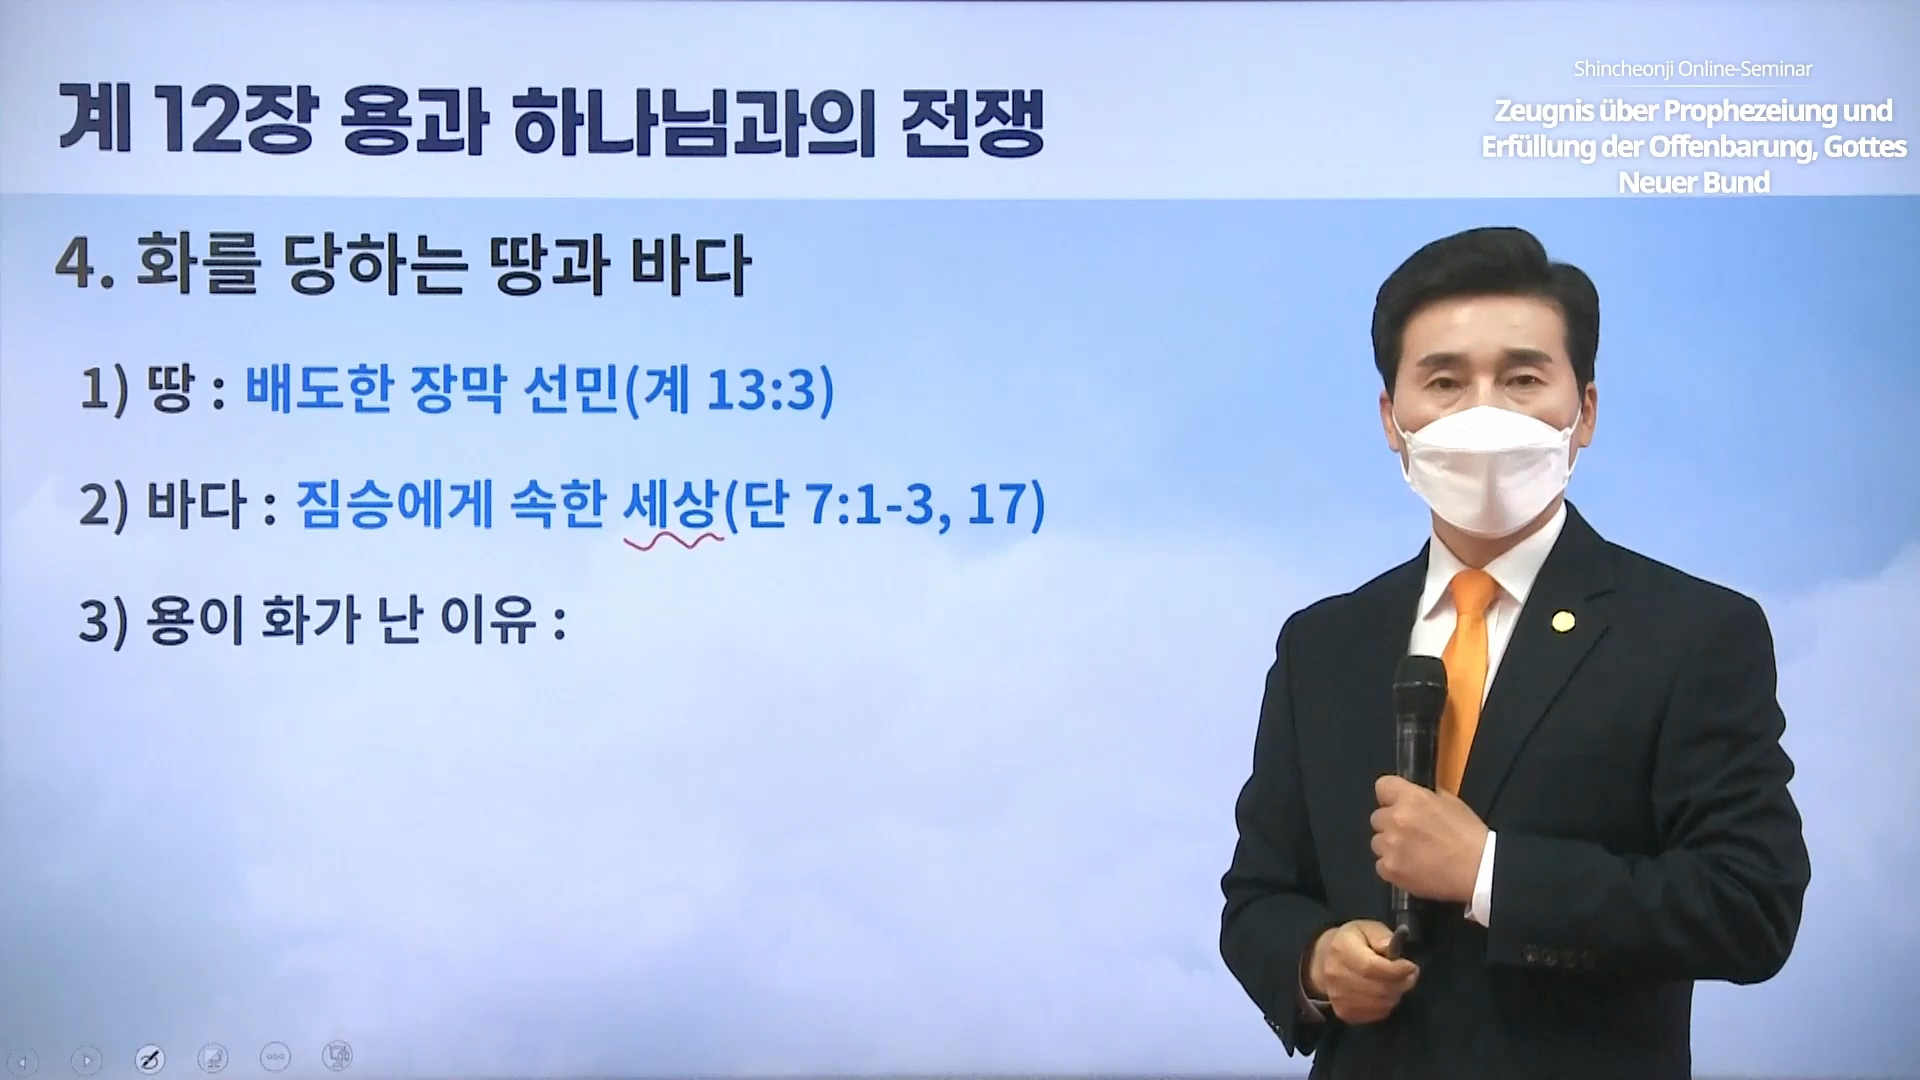 계 12장 용과 하나님과의 전쟁
Shincheonji Online-Seminar
Zeugnis über Prophezeiung und
Erfüllung der Offenbarung, Gottes
Neuer Bund
4. 화를 당하는 땅과 바다
1) 땅 : 배도한 장막 선민(계 13:3)
2) 바다 : 짐승에게 속한 세상(단 7:1-3, 17)
3) 용이 화가 난 이유 :